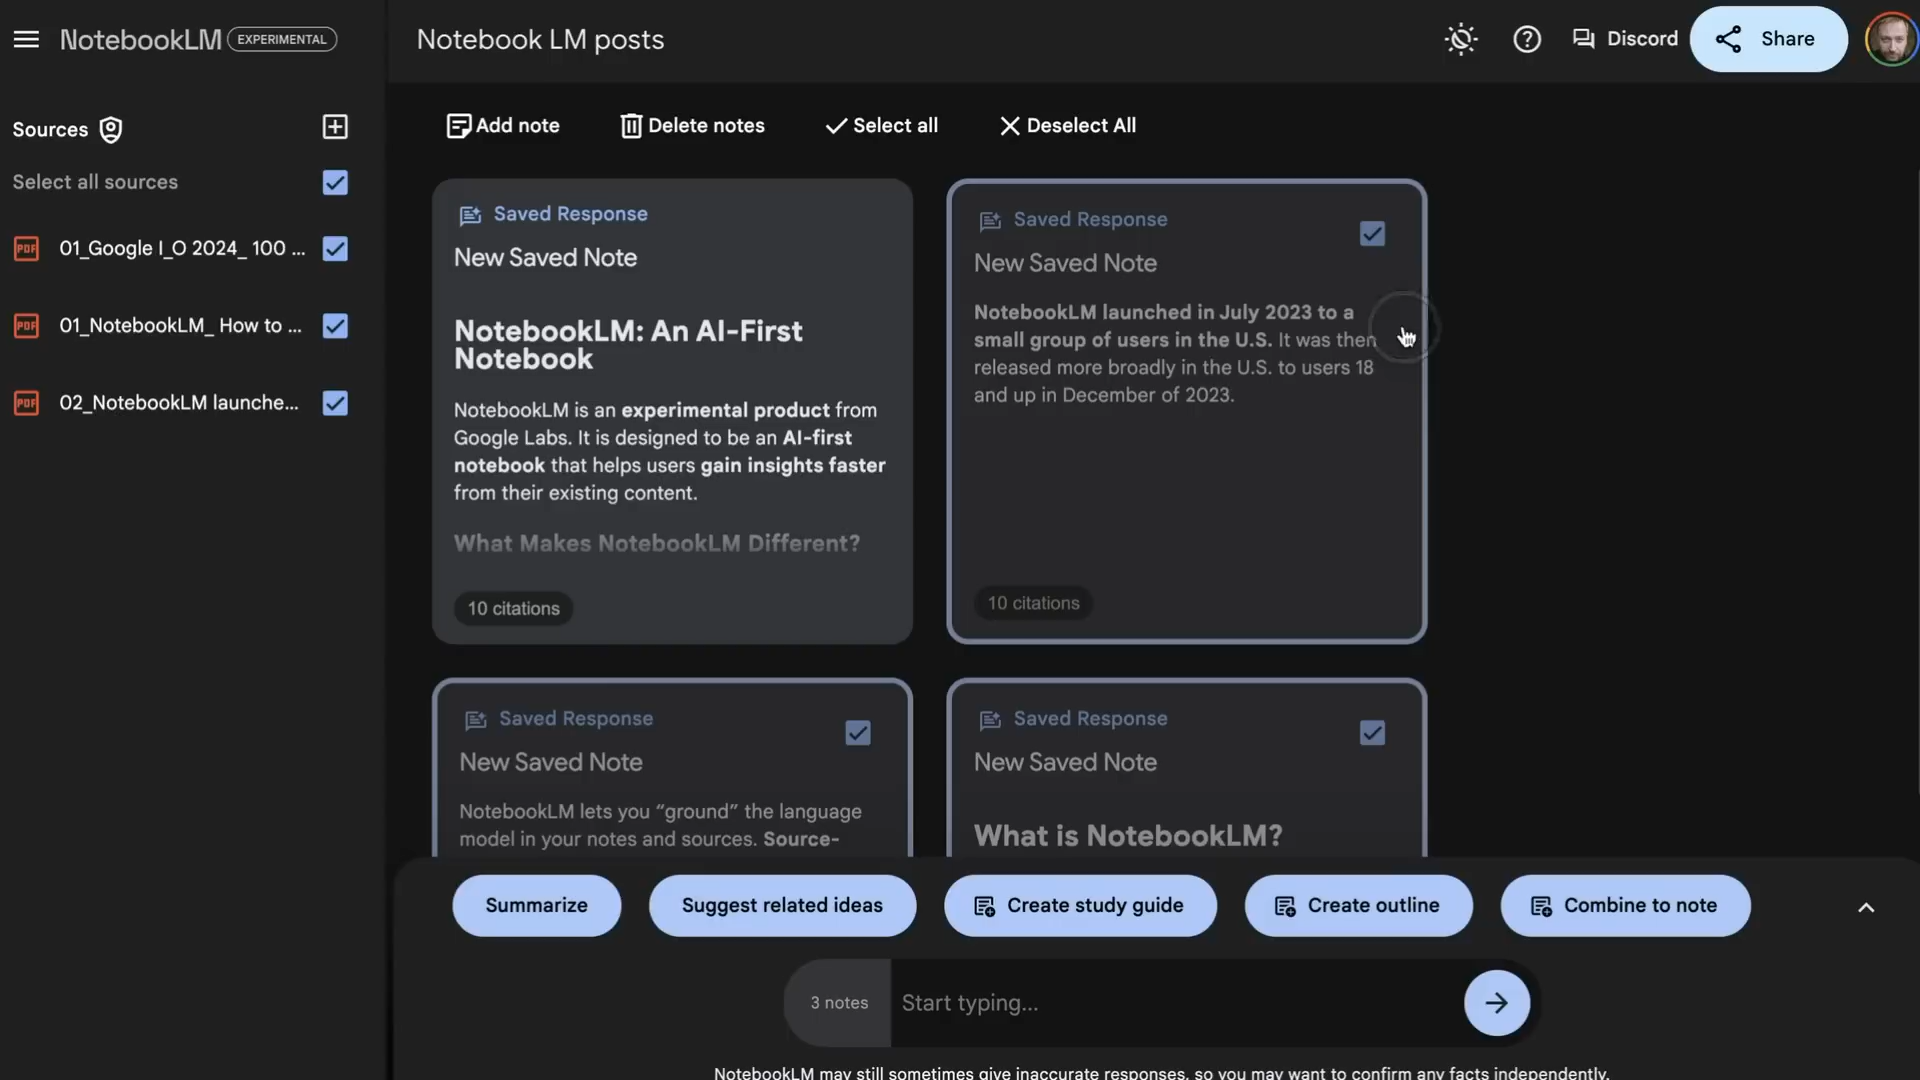 NotebookLM EXPERIMENTAL
Notebook LM posts
Discord
Share
Sources
Select all sources
PDF 01_Google I_O 2024_ 100 ...
PDF 01_NotebookLM_ How to ...
PDF 02_NotebookLM launche...
Add note
Delete notes
Select all
Deselect All
Saved Response
New Saved Note
NotebookLM: An AI-First
Notebook
NotebookLM is an experimental product from
Google Labs. It is designed to be an AI-first
notebook that helps users gain insights faster
from their existing content.
What Makes NotebookLM Different?
10 citations
Saved Response
New Saved Note
NotebookLM launched in July 2023 to a
small group of users in the U.S. It was then
released more broadly in the U.S. to users 18
and up in December of 2023.
10 citations
Saved Response
New Saved Note
NotebookLM lets you “ground” the language
model in your notes and sources. Source-
Saved Response
New Saved Note
What is NotebookLM?
Summarize
Suggest related ideas
Create study guide
Create outline
Combine to note
3 notes
Start typing...
NotebookLM may still sometimes give inaccurate responses, so you may want to confirm any facts independently.